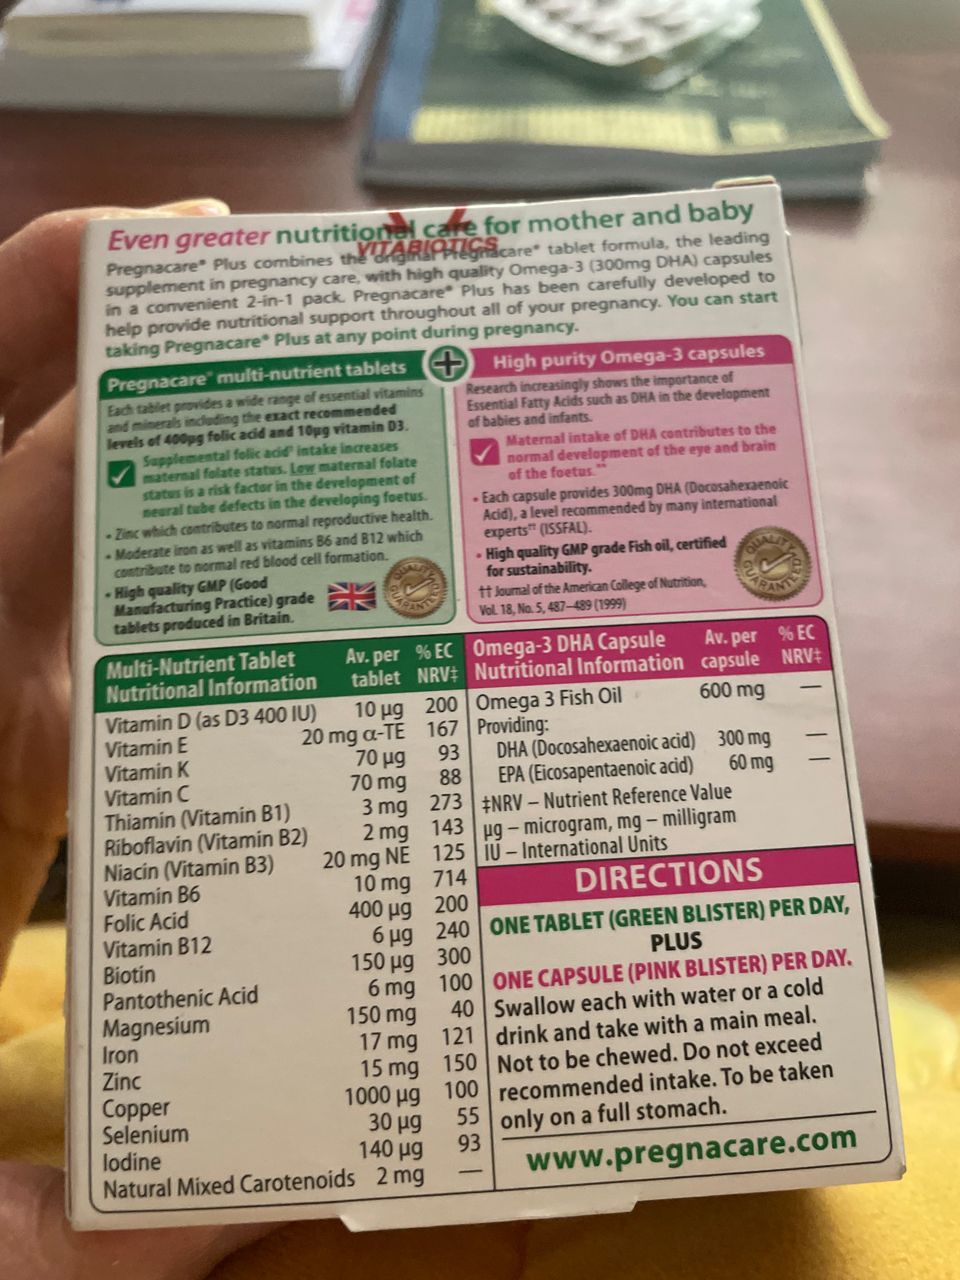 Even greater nutritional care for mother and baby
VITABIOTICS
Pregnacare® Plus combines the original Pregnacare® tablet formula, the leading
supplement in pregnancy care, with high quality Omega-3 (300mg DHA) capsules
in a convenient 2-in-1 pack. Pregnacare® Plus has been carefully developed to
help provide nutritional support throughout all of your pregnancy. You can start
taking Pregnacare® Plus at any point during pregnancy.
Pregnacare® multi-nutrient tablets
Each tablet provides a wide range of essential vitamins
and minerals including the exact recommended
levels of 400µg folic acid and 10µg vitamin D3.
Supplemental folic acid† intake increases
maternal folate status. Low maternal folate
status is a risk factor in the development of
neural tube defects in the developing foetus.
• Zinc which contributes to normal reproductive health.
• Moderate iron as well as vitamins B6 and B12 which
contribute to normal red blood cell formation.
• High quality GMP (Good
Manufacturing Practice) grade
tablets produced in Britain.
QUALITY
GUARANTEED
+
High purity Omega-3 capsules
Research increasingly shows the importance of
Essential Fatty Acids such as DHA in the development
of babies and infants.
Maternal intake of DHA contributes to the
normal development of the eye and brain
of the foetus.**
• Each capsule provides 300mg DHA (Docosahexaenoic
Acid), a level recommended by many international
experts†† (ISSFAL).
• High quality GMP grade Fish oil, certified
for sustainability.
†† Journal of the American College of Nutrition,
Vol. 18, No. 5, 487–489 (1999)
QUALITY
GUARANTEED
Multi-Nutrient Tablet Av. per % EC
Nutritional Information tablet NRV‡
Vitamin D (as D3 400 IU) 10 µg 200
Vitamin E 20 mg α-TE 167
Vitamin K 70 µg 93
Vitamin C 70 mg 88
Thiamin (Vitamin B1) 3 mg 273
Riboflavin (Vitamin B2) 2 mg 143
Niacin (Vitamin B3) 20 mg NE 125
Vitamin B6 10 mg 714
Folic Acid 400 µg 200
Vitamin B12 6 µg 240
Biotin 150 µg 300
Pantothenic Acid 6 mg 100
Magnesium 150 mg 40
Iron 17 mg 121
Zinc 15 mg 150
Copper 1000 µg 100
Selenium 30 µg 55
Iodine 140 µg 93
Natural Mixed Carotenoids 2 mg —
Omega-3 DHA Capsule Av. per % EC
Nutritional Information capsule NRV‡
Omega 3 Fish Oil 600 mg —
Providing:
DHA (Docosahexaenoic acid) 300 mg —
EPA (Eicosapentaenoic acid) 60 mg —
‡NRV – Nutrient Reference Value
µg – microgram, mg – milligram
IU – International Units
DIRECTIONS
ONE TABLET (GREEN BLISTER) PER DAY,
PLUS
ONE CAPSULE (PINK BLISTER) PER DAY.
Swallow each with water or a cold
drink and take with a main meal.
Not to be chewed. Do not exceed
recommended intake. To be taken
only on a full stomach.
www.pregnacare.com